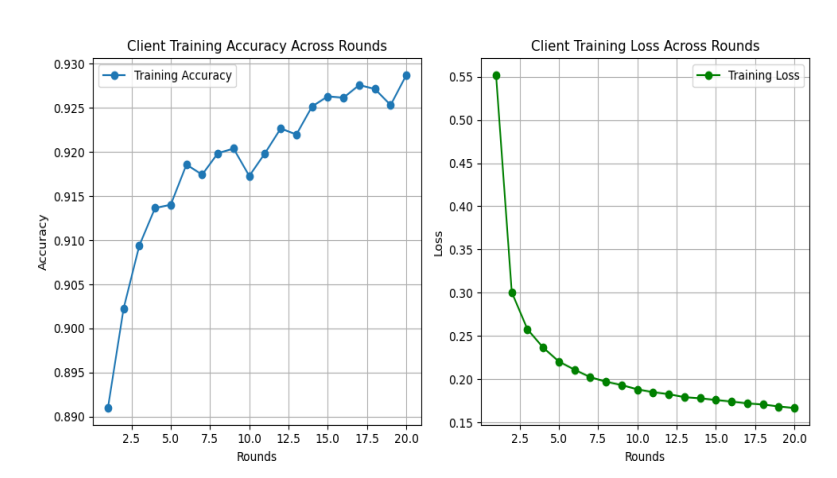 Client Training Accuracy Across Rounds
Training Accuracy
0.930
0.925
0.920
0.915
0.910
0.905
0.900
0.895
0.890
Accuracy
2.5 5.0 7.5 10.0 12.5 15.0 17.5 20.0
Rounds
Client Training Loss Across Rounds
Training Loss
0.55
0.50
0.45
0.40
0.35
0.30
0.25
0.20
0.15
Loss
2.5 5.0 7.5 10.0 12.5 15.0 17.5 20.0
Rounds